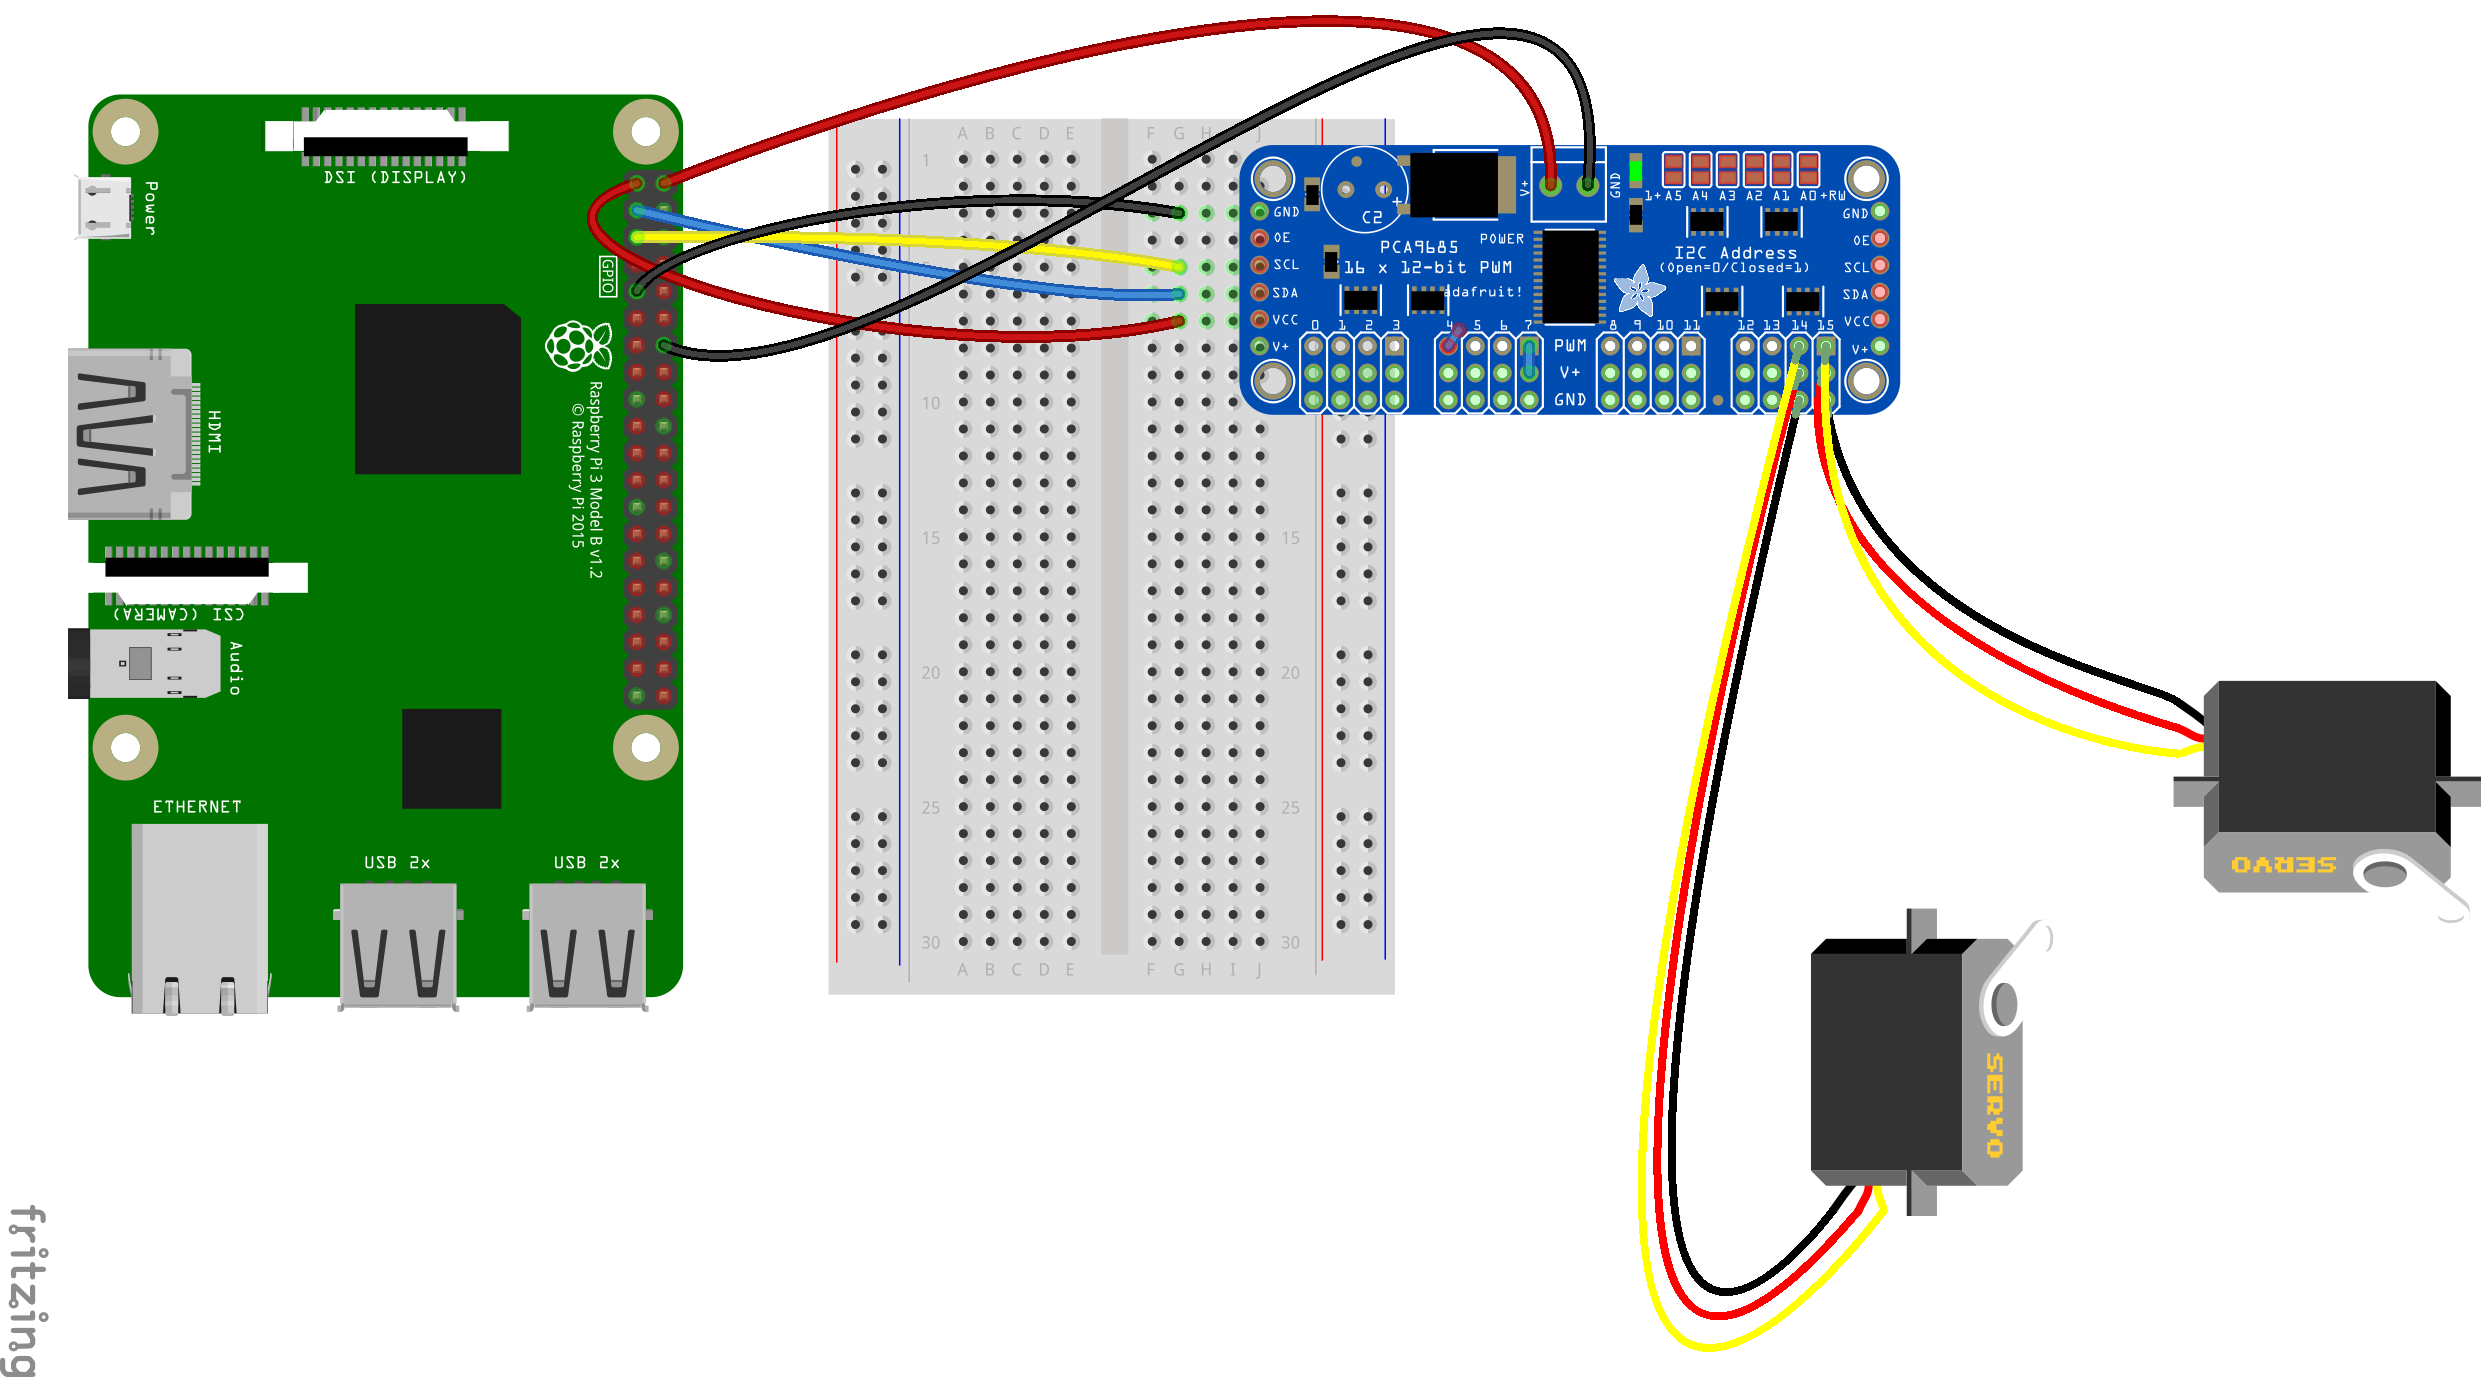 DSI (DISPLAY)
Power
GPIO
HDMI
Raspberry Pi 3 Model B v1.2
© Raspberry Pi 2015
CSI (CAMERA)
Audio
ETHERNET
USB 2x
USB 2x
A B C D E F G H J
1
5
10
15 15
20 20
25 25
30 30
A B C D E F G H I J
V+ GND
C2 +
1+A5 A4 A3 A2 A1 A0+RW
GND
OE
SCL
SDA
VCC
V+
PCA9685
16 x 12-bit PWM
adafruit!
POWER
I2C Address
(Open=0/Closed=1)
GND
OE
SCL
SDA
VCC
V+
0 1 2 3 4 5 6 7 8 9 10 11 12 13 14 15
PWM
V+
GND
SERVO
SERVO
fritzing